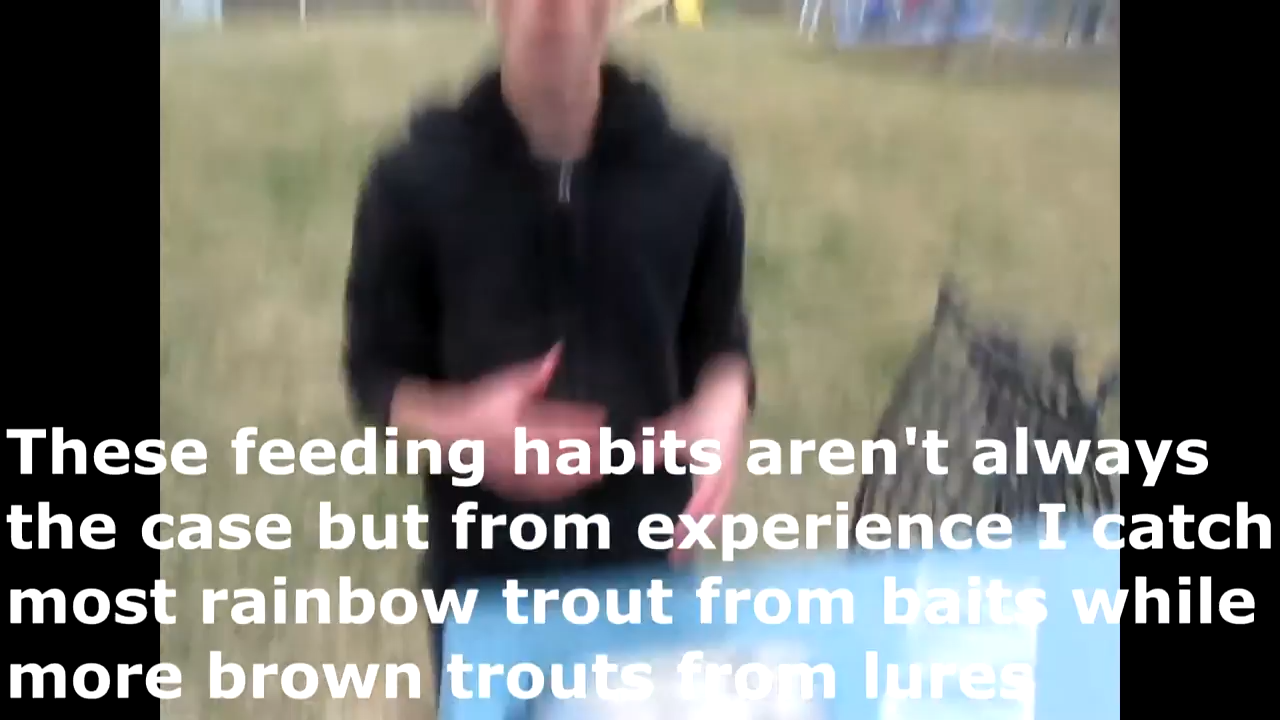 These feeding habits aren't always
the case but from experience I catch
most rainbow trout from baits while
more brown trouts from lures